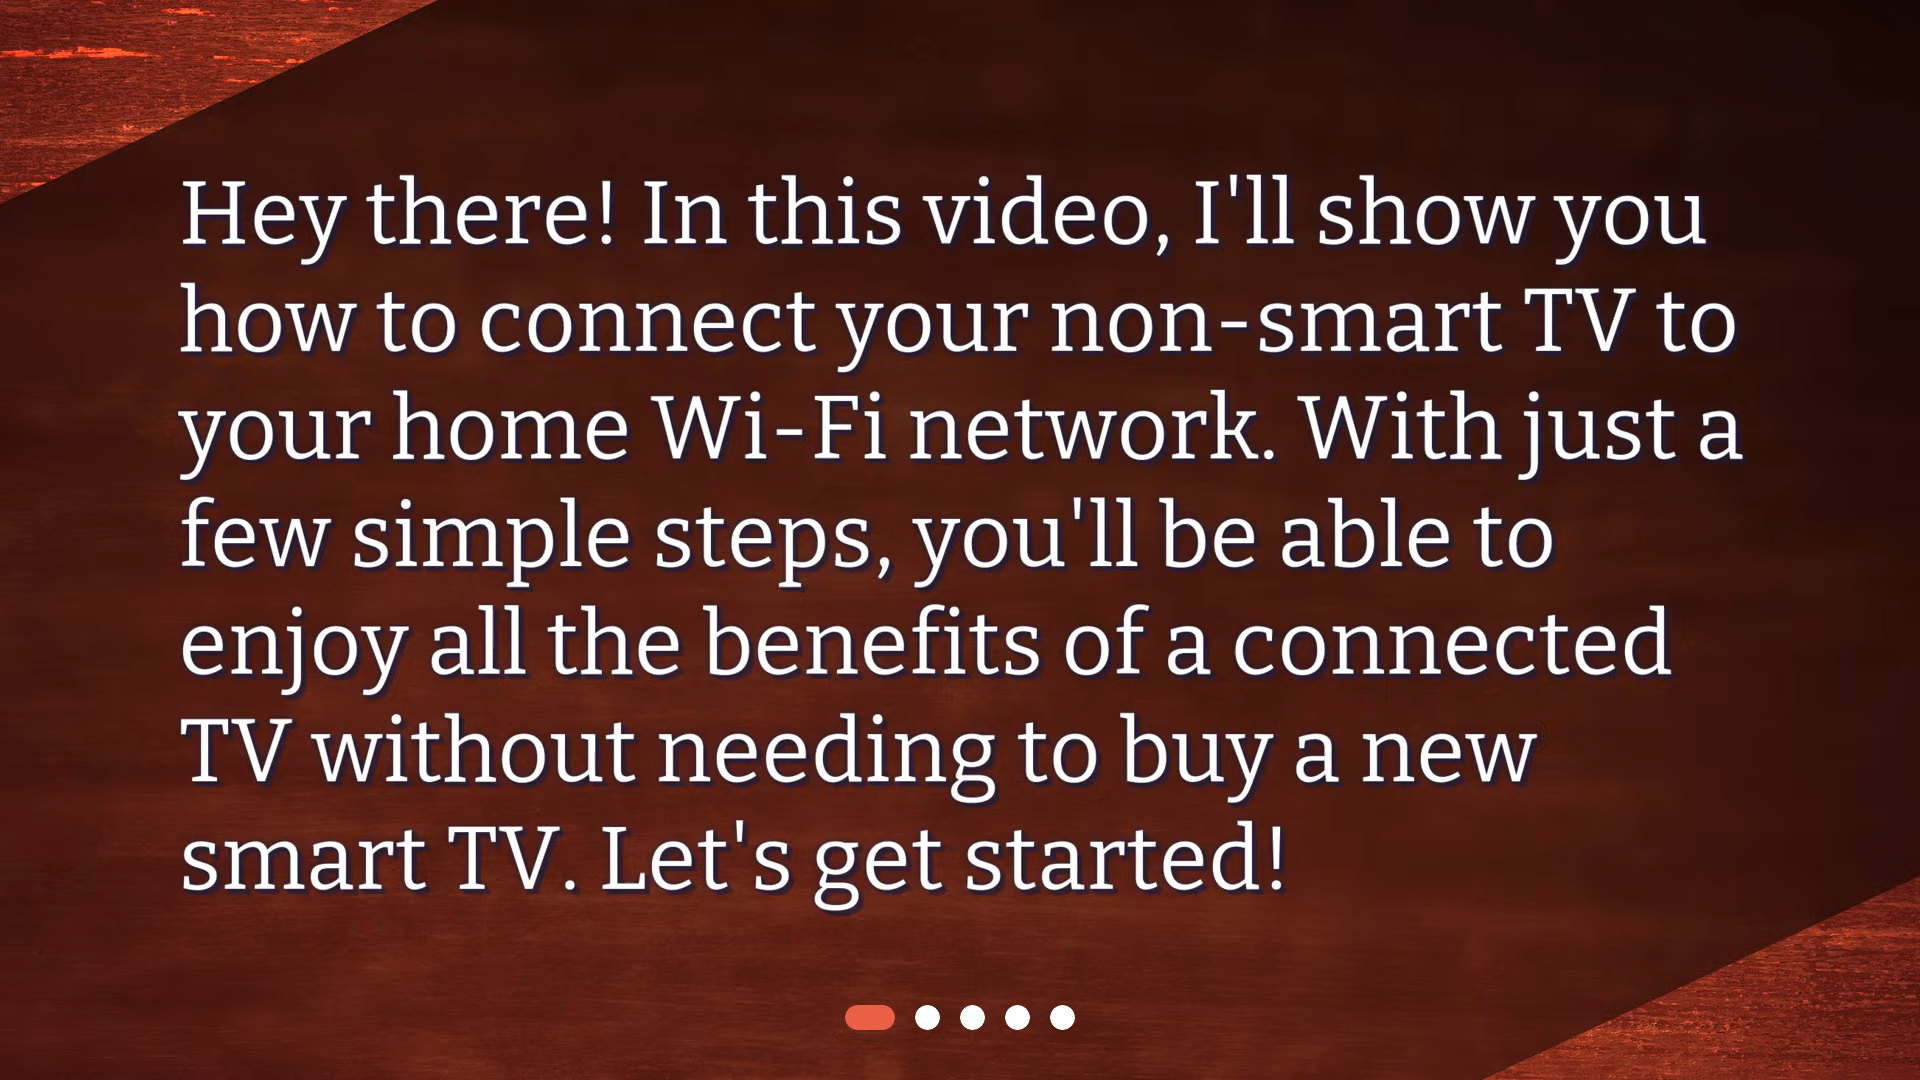 Hey there! In this video, I'll show you
how to connect your non-smart TV to
your home Wi-Fi network. With just a
few simple steps, you'll be able to
enjoy all the benefits of a connected
TV without needing to buy a new
smart TV. Let's get started!